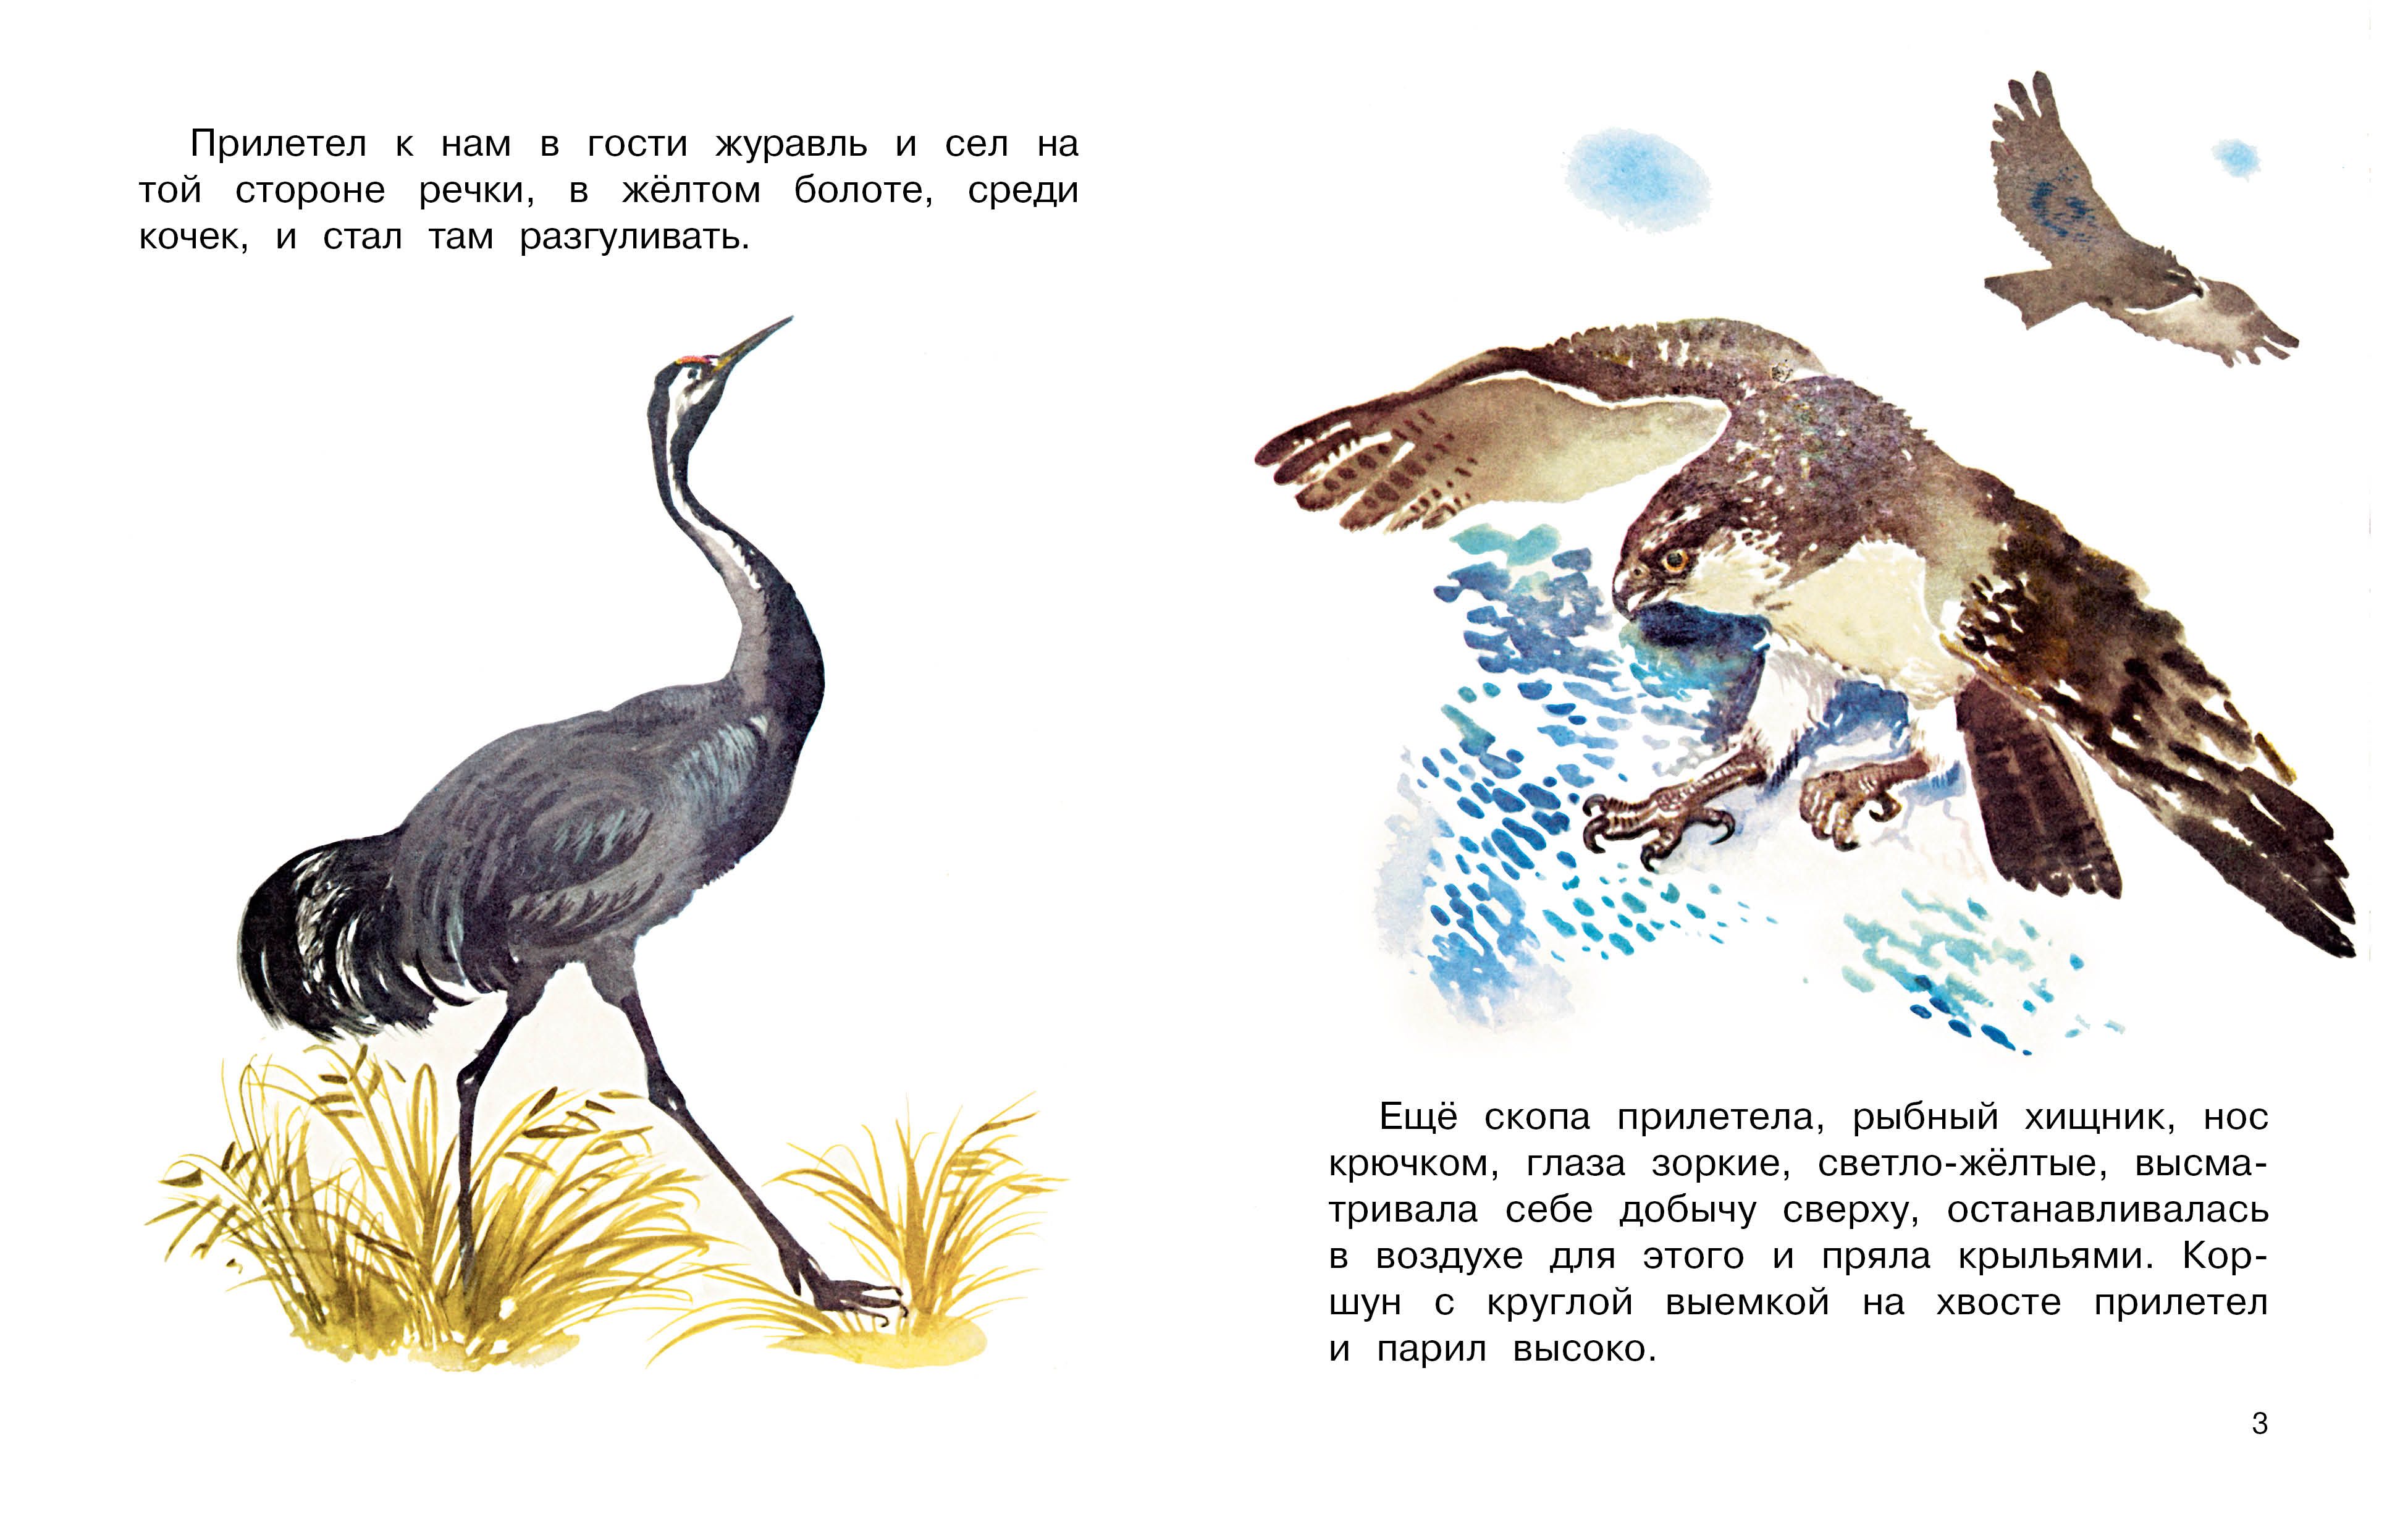 Прилетел к нам в гости журавль и сел на
той стороне речки, в жёлтом болоте, среди
кочек, и стал там разгуливать.
Ещё скопа прилетела, рыбный хищник, нос
крючком, глаза зоркие, светло-жёлтые, высма-
тривала себе добычу сверху, останавливалась
в воздухе для этого и пряла крыльями. Кор-
шун с круглой выемкой на хвосте прилетел
и парил высоко.
3